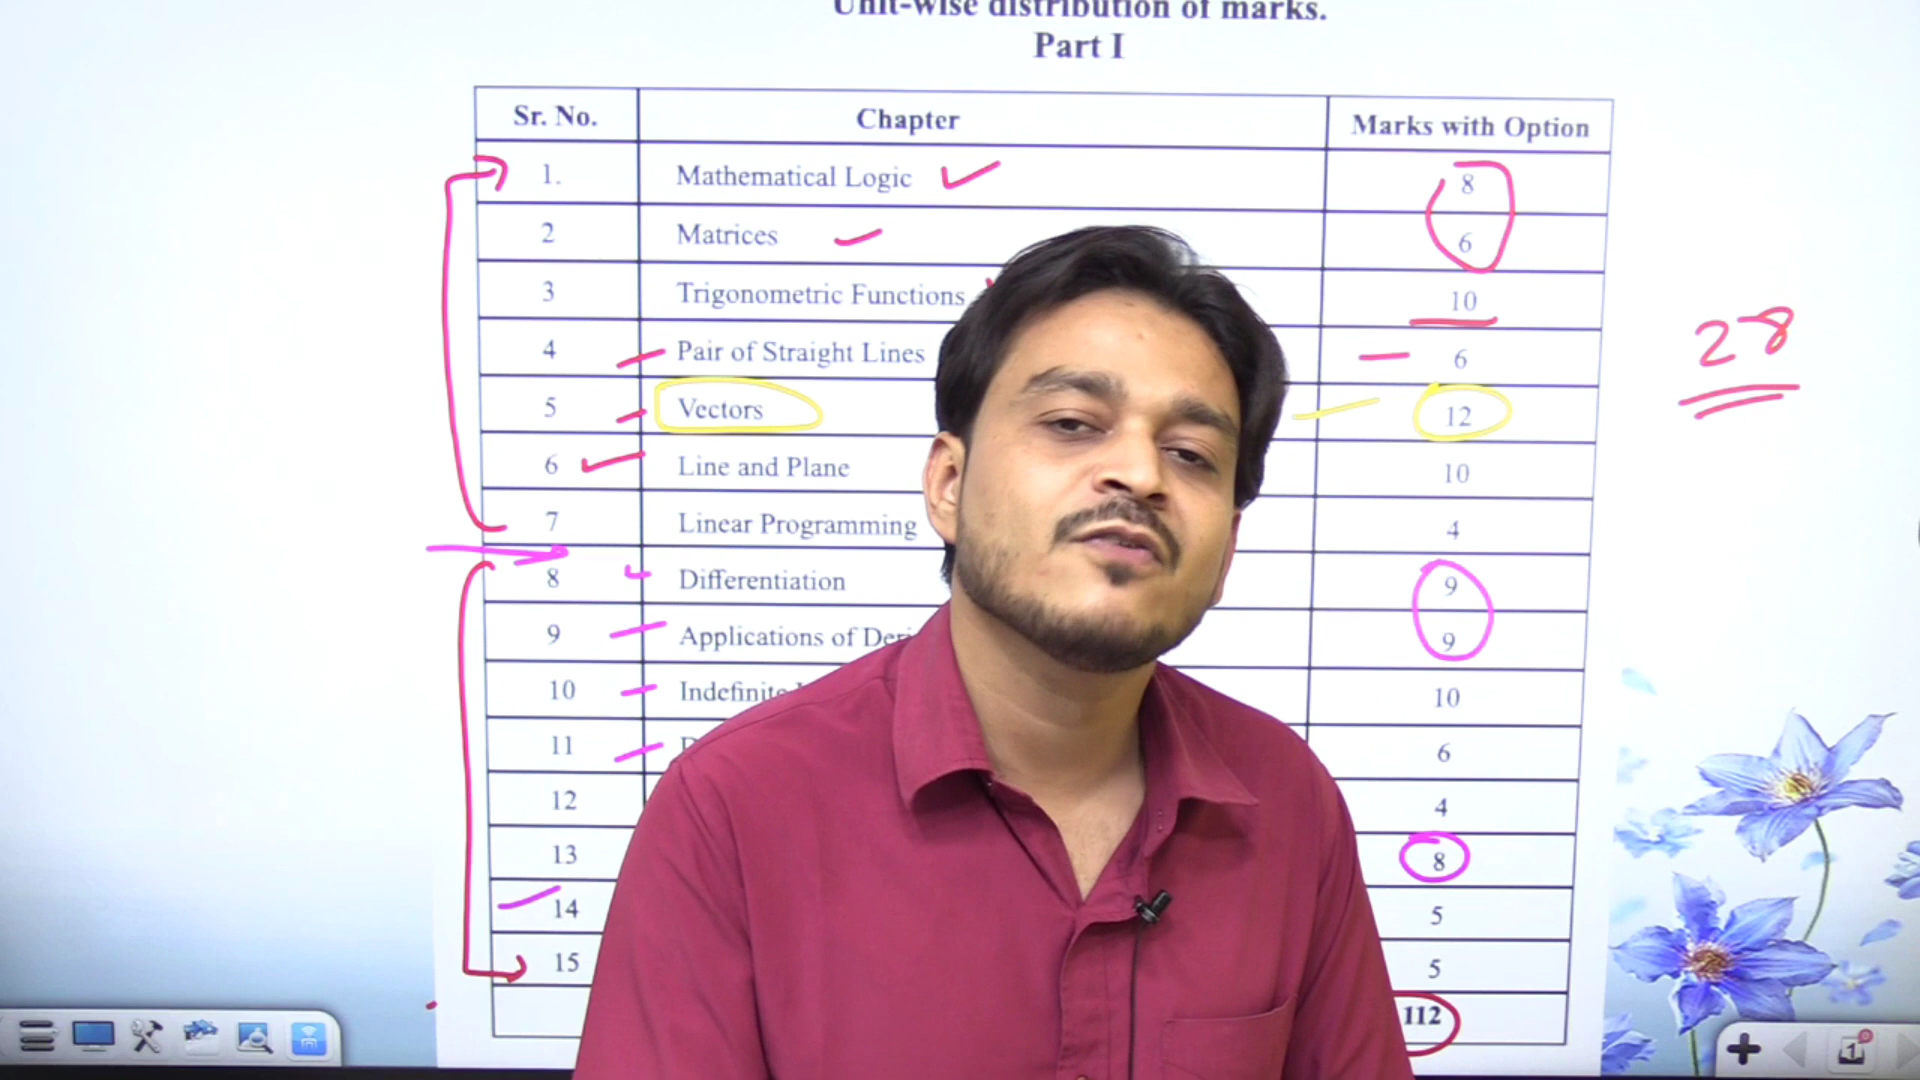 Unit-wise distribution of marks.
Part I
Sr. No. Chapter Marks with Option
1. Mathematical Logic 8
2 Matrices 6
3 Trigonometric Functions 10
28
4 Pair of Straight Lines 6
5 Vectors 12
6 Line and Plane 10
7 Linear Programming 4
8 Differentiation 9
9 Applications of 9
10 Indefinite 10
11 6
12 4
13 8
14 5
15 5
112
1